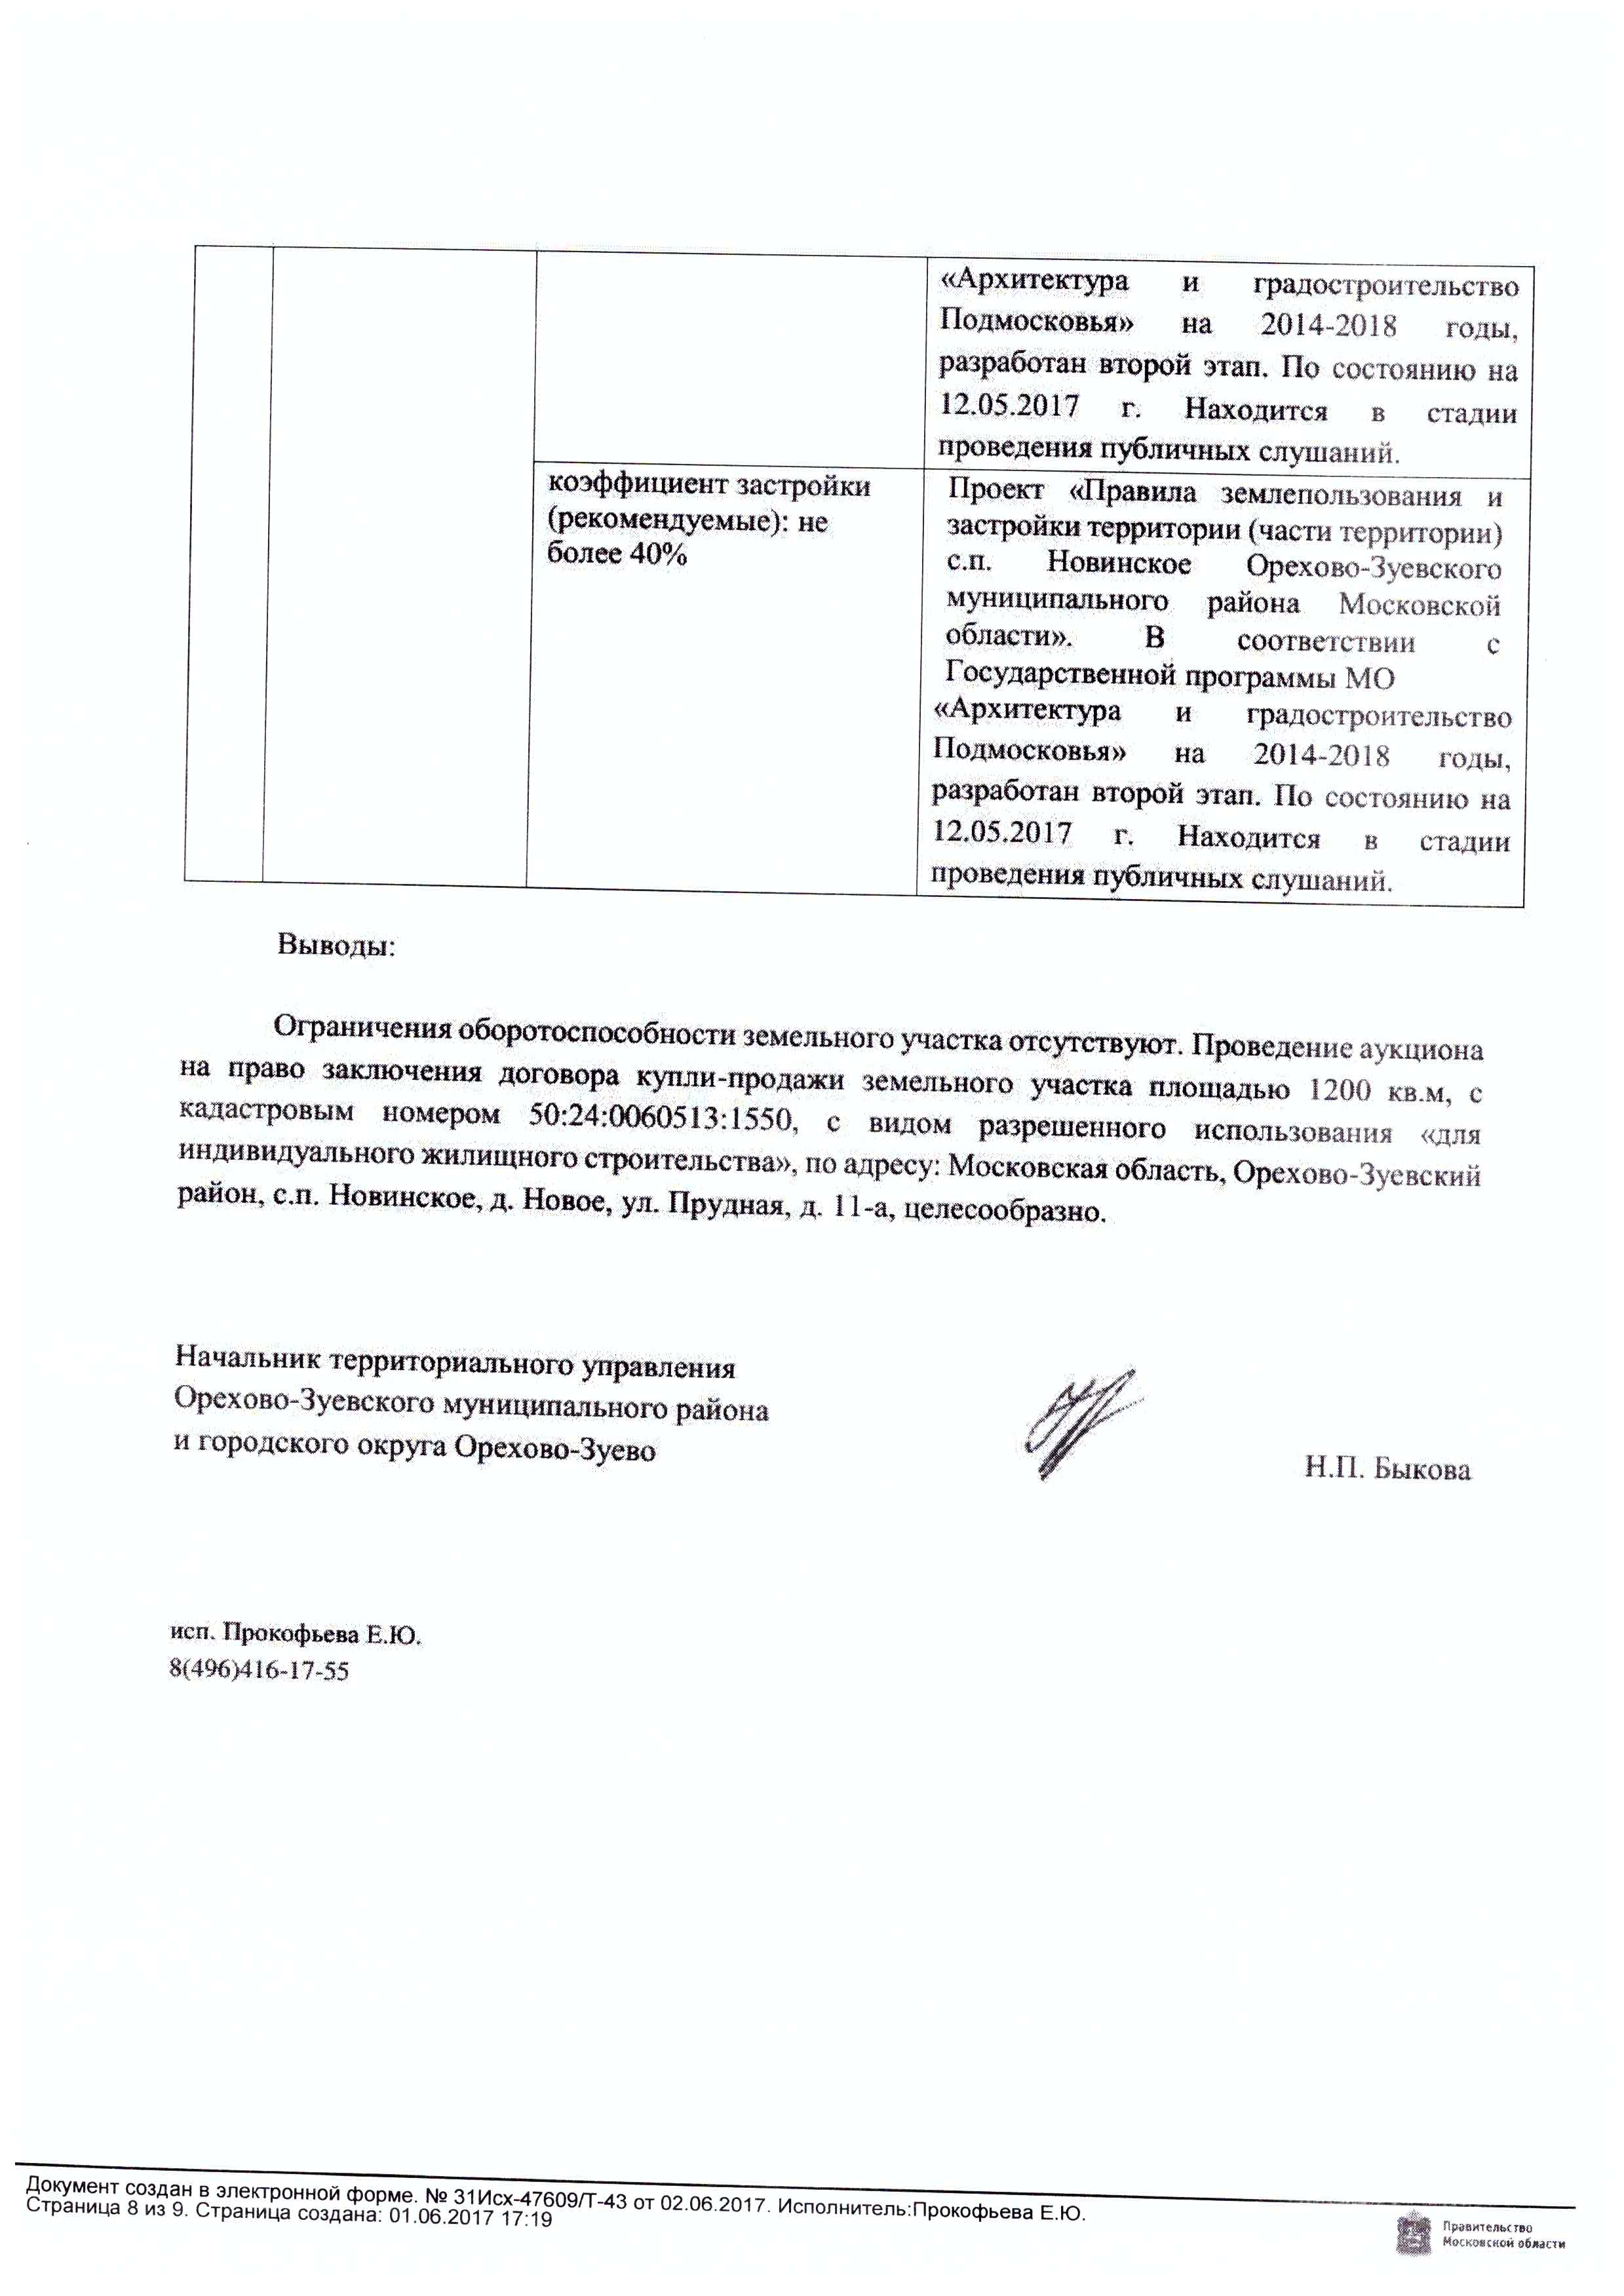 «Архитектура и градостроительство
Подмосковья» на 2014-2018 годы,
разработан второй этап. По состоянию на
12.05.2017 г. Находится в стадии
проведения публичных слушаний.
коэффициент застройки
(рекомендуемые): не
более 40%
Проект «Правила землепользования и
застройки территории (части территории)
с.п. Новинское Орехово-Зуевского
муниципального района Московской
области». В соответствии с
Государственной программы МО
«Архитектура и градостроительство
Подмосковья» на 2014-2018 годы,
разработан второй этап. По состоянию на
12.05.2017 г. Находится в стадии
проведения публичных слушаний.
Выводы:
Ограничения оборотоспособности земельного участка отсутствуют. Проведение аукциона
на право заключения договора купли-продажи земельного участка площадью 1200 кв.м, с
кадастровым номером 50:24:0060513:1550, с видом разрешенного использования «для
индивидуального жилищного строительства», по адресу: Московская область, Орехово-Зуевский
район, с.п. Новинское, д. Новое, ул. Прудная, д. 11-а, целесообразно.
Начальник территориального управления
Орехово-Зуевского муниципального района
и городского округа Орехово-Зуево
Н.П. Быкова
исп. Прокофьева Е.Ю.
8(496)416-17-55
Документ создан в электронной форме. № 31Исх-47609/Т-43 от 02.06.2017. Исполнитель:Прокофьева Е.Ю.
Страница 8 из 9. Страница создана: 01.06.2017 17:19
Правительство
Московской области